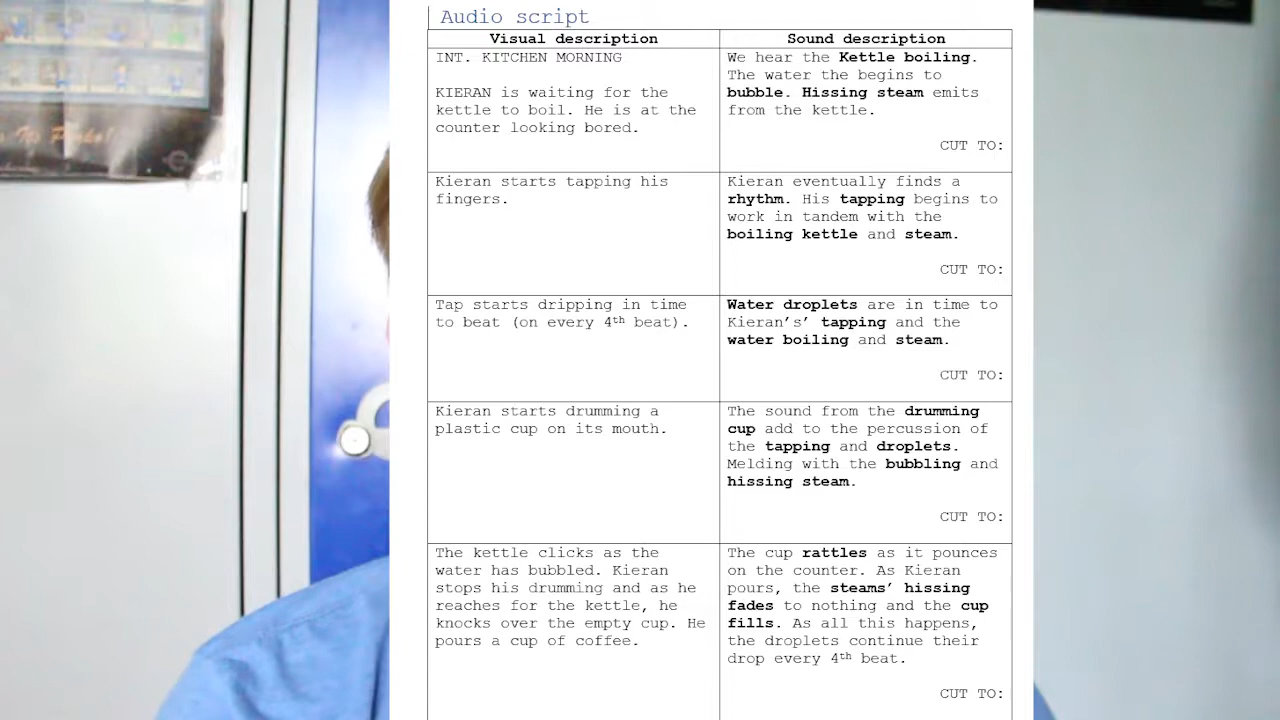 Audio script
Visual description
Sound description
INT. KITCHEN MORNING
KIERAN is waiting for the
kettle to boil. He is at the
counter looking bored.
We hear the Kettle boiling.
The water the begins to
bubble. Hissing steam emits
from the kettle.
CUT TO:
Kieran starts tapping his
fingers.
Kieran eventually finds a
rhythm. His tapping begins to
work in tandem with the
boiling kettle and steam.
CUT TO:
Tap starts dripping in time
to beat (on every 4th beat).
Water droplets are in time to
Kieran's' tapping and the
water boiling and steam.
CUT TO:
Kieran starts drumming a
plastic cup on its mouth.
The sound from the drumming
cup add to the percussion of
the tapping and droplets.
Melding with the bubbling and
hissing steam.
CUT TO:
The kettle clicks as the
water has bubbled. Kieran
stops his drumming and as he
reaches for the kettle, he
knocks over the empty cup. He
pours a cup of coffee.
The cup rattles as it pounces
on the counter. As Kieran
pours, the steams' hissing
fades to nothing and the cup
fills. As all this happens,
the droplets continue their
drop every 4th beat.
CUT TO: